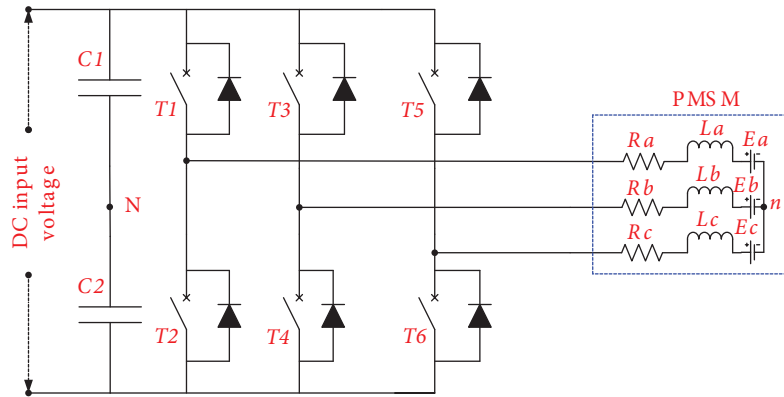 C1
T1
T3
T5
PMSM
Ra
La
Ea
DC input
voltage
N
Rb
Lb
Eb
n
Rc
Lc
Ec
C2
T2
T4
T6